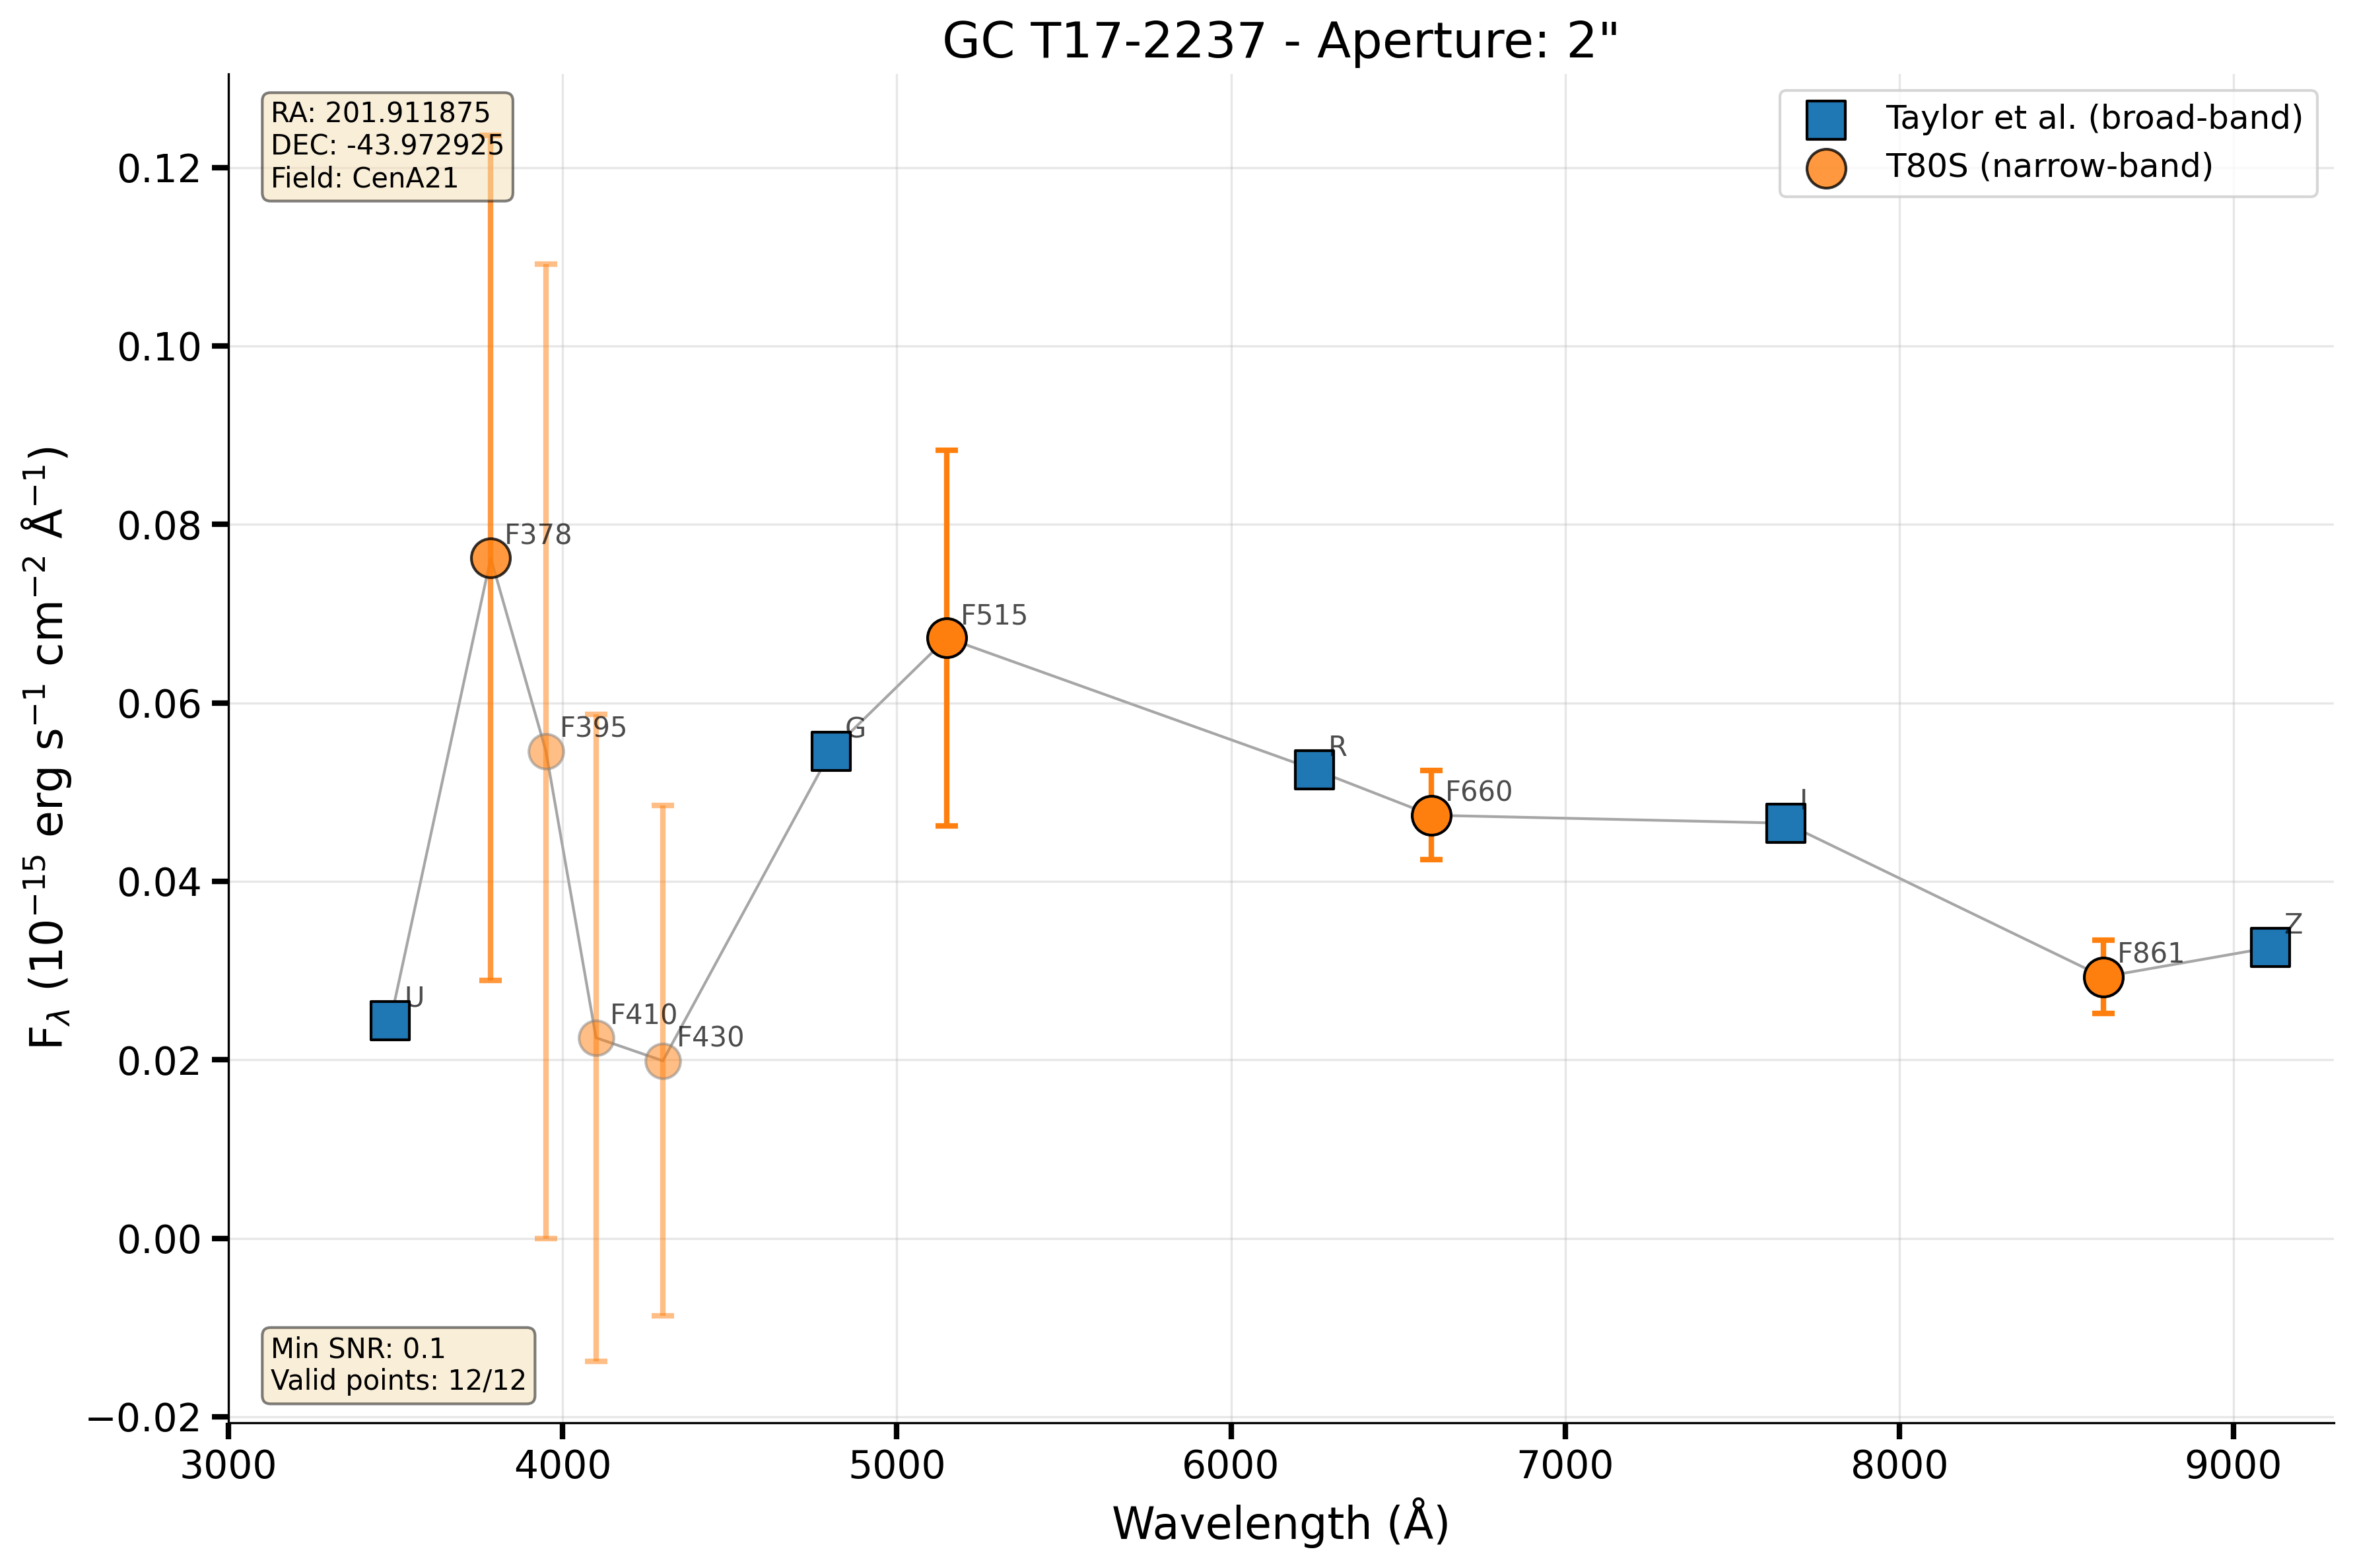 GC T17-2237 - Aperture: 2"
RA: 201.911875
DEC: -43.972925
Field: CenA21
Taylor et al. (broad-band)
T80S (narrow-band)
0.12
0.10
0.08
0.06
0.04
0.02
0.00
−0.02
F_λ (10⁻¹⁵ erg s⁻¹ cm⁻² Å⁻¹)
U
F378
F395
F410
F430
G
F515
R
F660
I
F861
Z
Min SNR: 0.1
Valid points: 12/12
3000 4000 5000 6000 7000 8000 9000
Wavelength (Å)